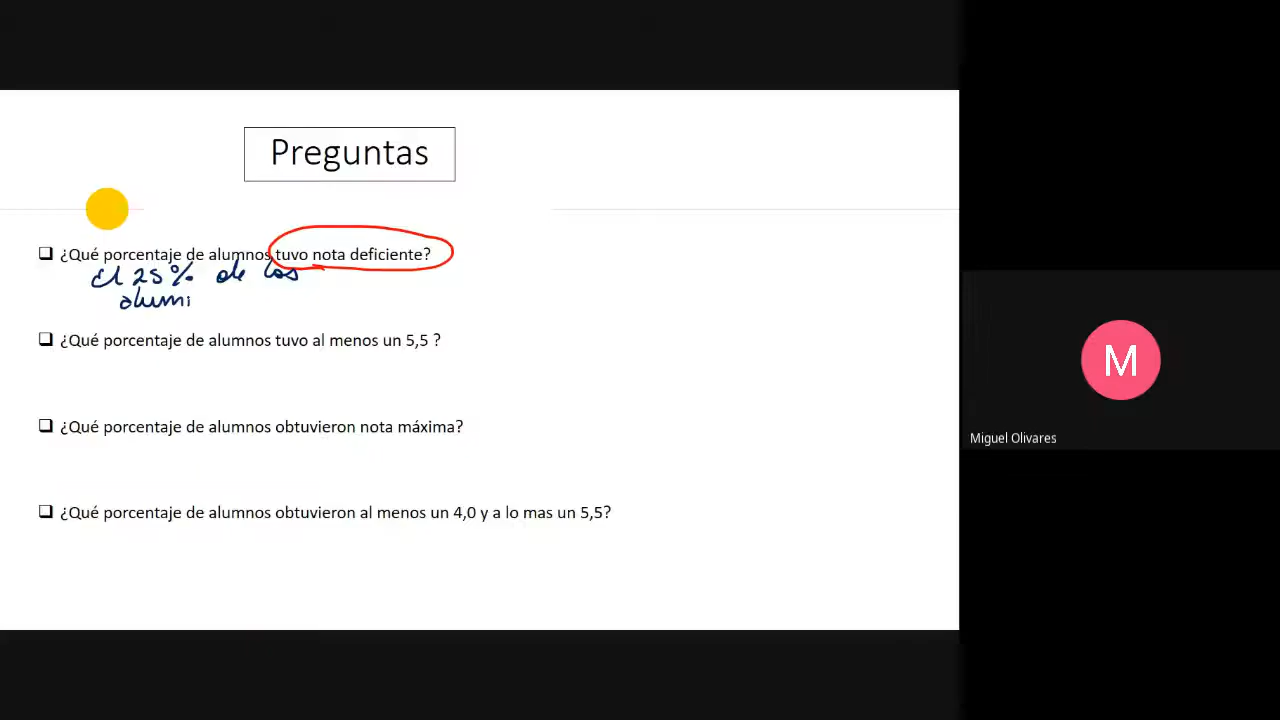 Preguntas
¿Qué porcentaje de alumnos tuvo nota deficiente?
El 25% de los
alumn
¿Qué porcentaje de alumnos tuvo al menos un 5,5 ?
¿Qué porcentaje de alumnos obtuvieron nota máxima?
¿Qué porcentaje de alumnos obtuvieron al menos un 4,0 y a lo mas un 5,5?
M
Miguel Olivares